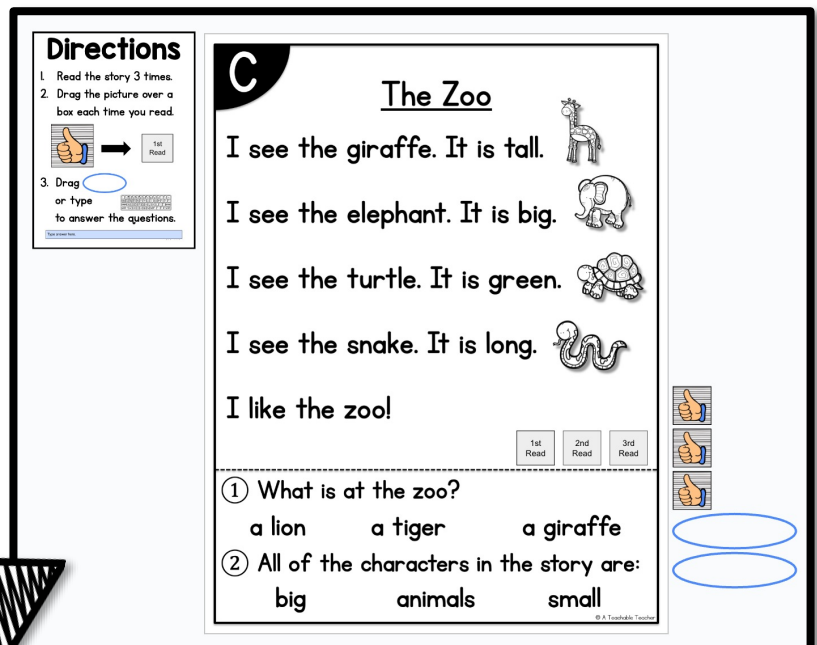 Directions
1. Read the story 3 times.
2. Drag the picture over a
box each time you read.
1st
Read
3. Drag
or type
to answer the questions.
Type answer here.
C
The Zoo
I see the giraffe. It is tall.
I see the elephant. It is big.
I see the turtle. It is green.
I see the snake. It is long.
I like the zoo!
1st
Read
2nd
Read
3rd
Read
① What is at the zoo?
a lion a tiger a giraffe
② All of the characters in the story are:
big animals small
© A Teachable Teacher